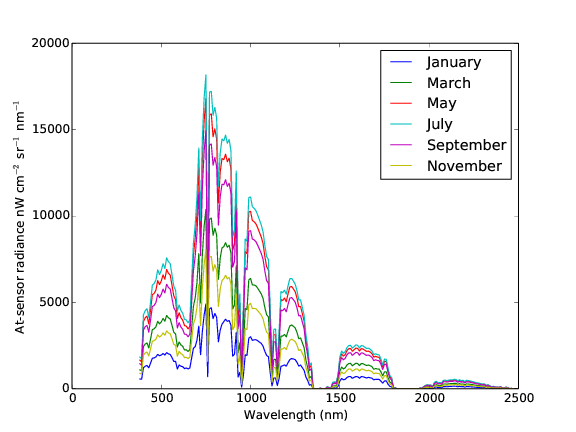 20000
15000
10000
5000
0
0
500
1000
1500
2000
2500
At-sensor radiance nW cm⁻² sr⁻¹ nm⁻¹
Wavelength (nm)
January
March
May
July
September
November